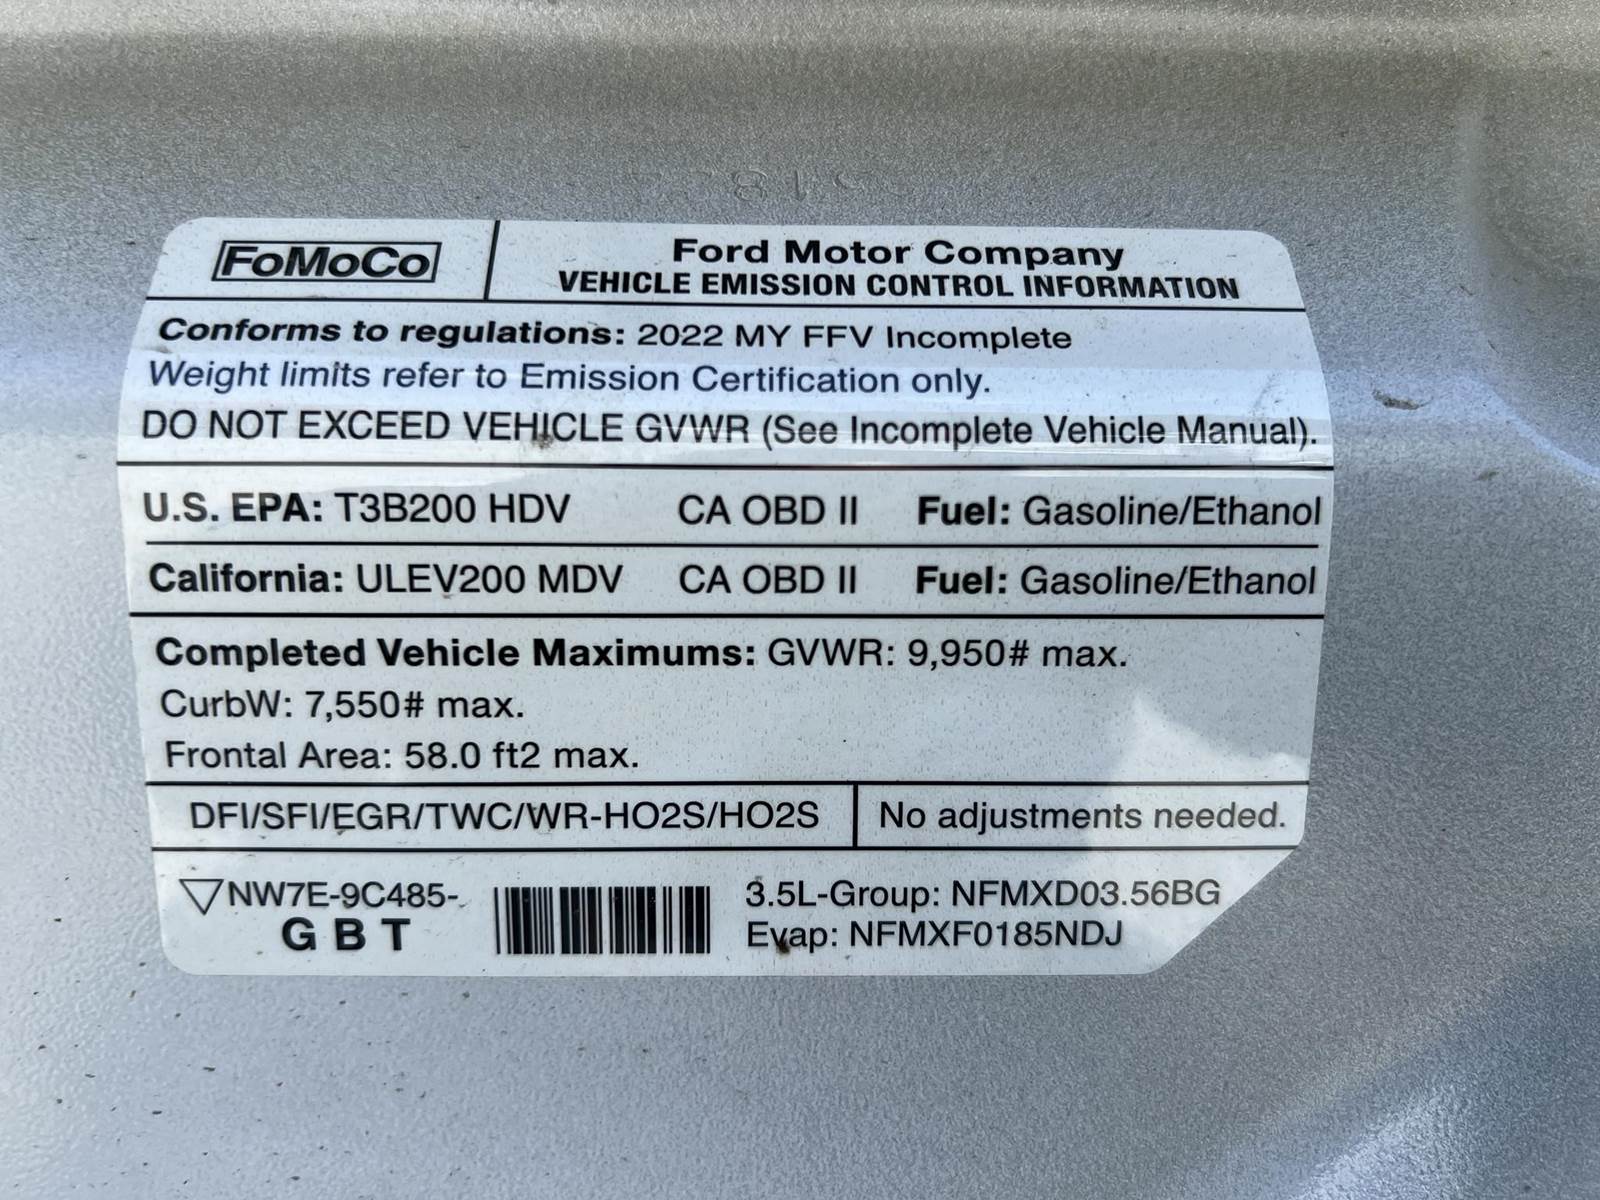 FoMoCo
Ford Motor Company
VEHICLE EMISSION CONTROL INFORMATION
Conforms to regulations: 2022 MY FFV Incomplete
Weight limits refer to Emission Certification only.
DO NOT EXCEED VEHICLE GVWR (See Incomplete Vehicle Manual).
U.S. EPA: T3B200 HDV CA OBD II Fuel: Gasoline/Ethanol
California: ULEV200 MDV CA OBD II Fuel: Gasoline/Ethanol
Completed Vehicle Maximums: GVWR: 9,950# max.
CurbW: 7,550# max.
Frontal Area: 58.0 ft2 max.
DFI/SFI/EGR/TWC/WR-HO2S/HO2S No adjustments needed.
NW7E-9C485-
GBT
3.5L-Group: NFMXD03.56BG
Evap: NFMXF0185NDJ